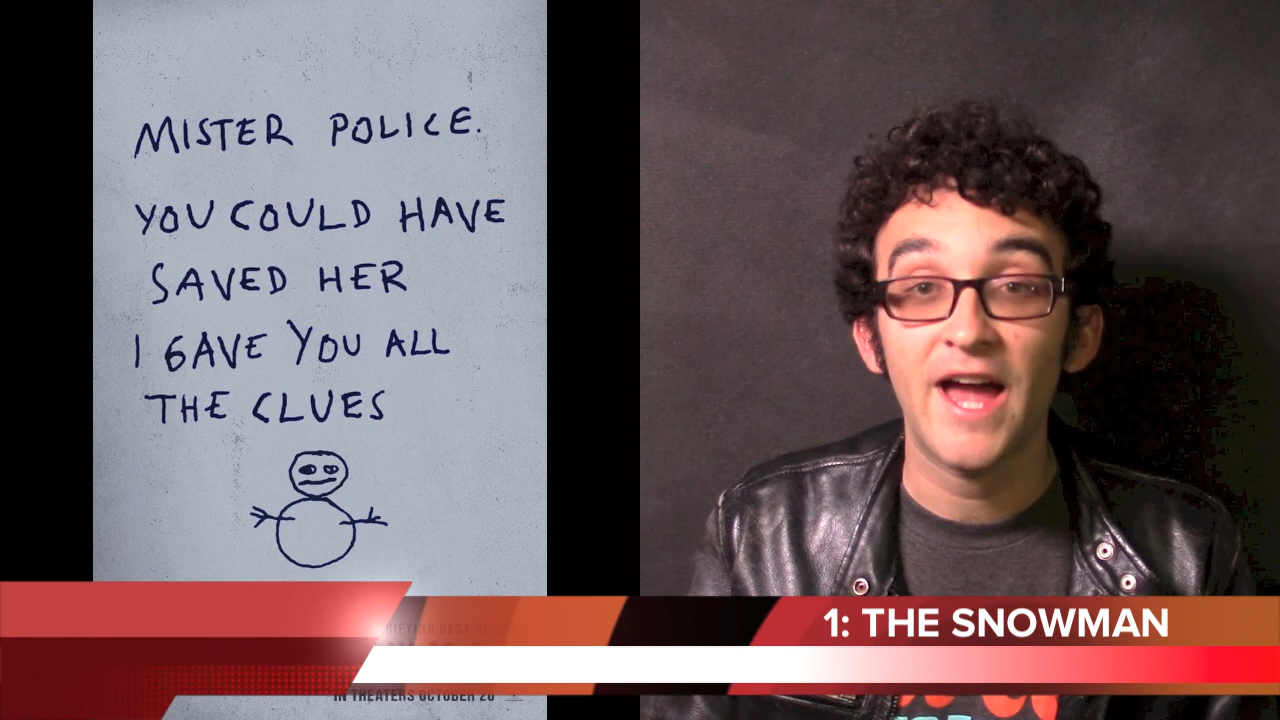 MISTER POLICE.
YOU COULD HAVE
SAVED HER
I GAVE YOU ALL
THE CLUES
1: THE SNOWMAN
IN THEATERS OCTOBER 20